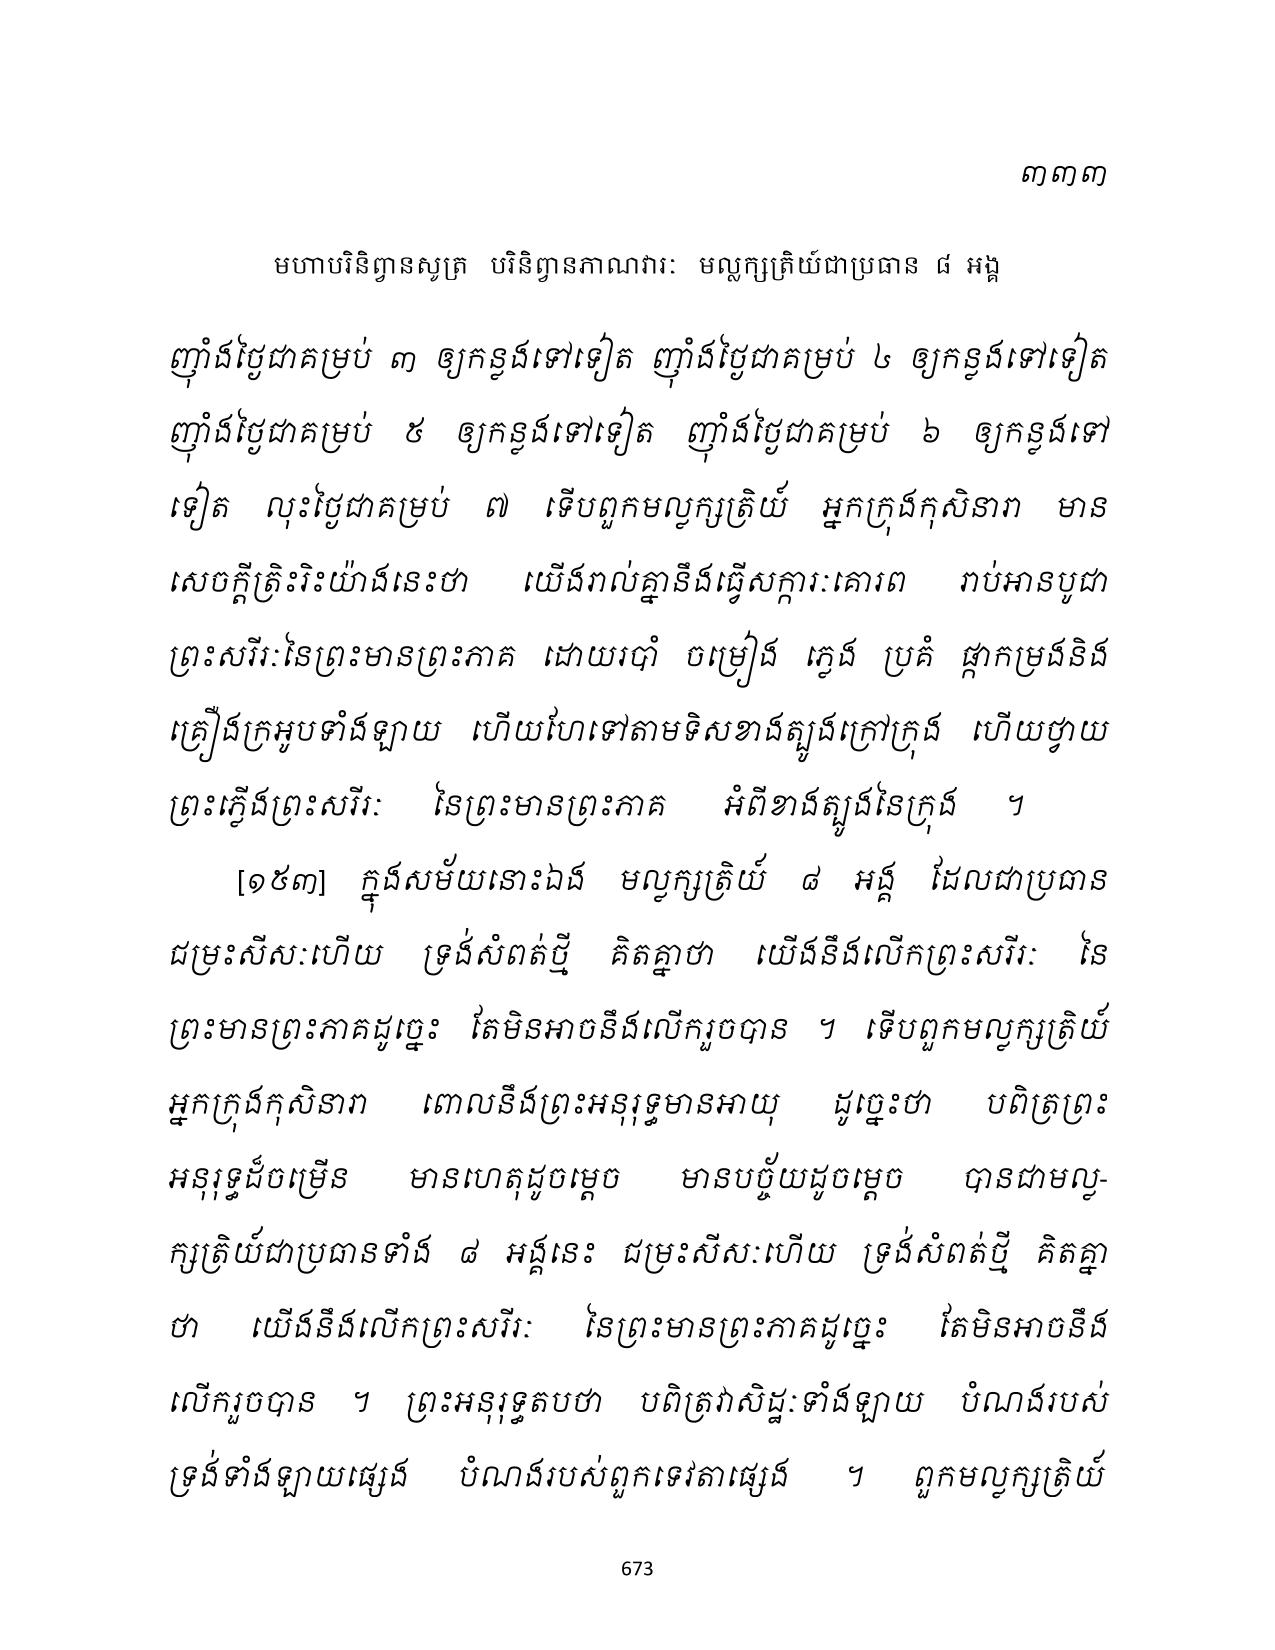 ៣៣៣
មហាបរិនិព្វានសូត្រ បរិនិព្វានភាណវារៈ មល្លក្សត្រិយ៍ជាប្រធាន ៨ អង្គ
ញុំាងថ្ងៃជាគម្រប់ ៣ ឲ្យកន្លងទៅទៀត ញុំាងថ្ងៃជាគម្រប់ ៤ ឲ្យកន្លងទៅទៀត
ញុំាងថ្ងៃជាគម្រប់ ៥ ឲ្យកន្លងទៅទៀត ញុំាងថ្ងៃជាគម្រប់ ៦ ឲ្យកន្លងទៅ
ទៀត លុះថ្ងៃជាគម្រប់ ៧ ទើបពួកមល្លក្សត្រិយ៍ អ្នកក្រុងកុសិនារា មាន
សេចក្តីត្រិះរិះយ៉ាងនេះថា យើងរាល់គ្នានឹងធ្វើសក្ការៈគោរព រាប់អានបូជា
ព្រះសរីរៈនៃព្រះមានព្រះភាគ ដោយរបាំ ចម្រៀង ភ្លេង ប្រគំ ផ្កាកម្រងនិង
គ្រឿងក្រអូបទាំងឡាយ ហើយហែទៅតាមទិសខាងត្បូងក្រៅក្រុង ហើយថ្វាយ
ព្រះភ្លើងព្រះសរីរៈ នៃព្រះមានព្រះភាគ អំពីខាងត្បូងនៃក្រុង ។
[១៥៣] ក្នុងសម័យនោះឯង មល្លក្សត្រិយ៍ ៨ អង្គ ដែលជាប្រធាន
ជម្រះសីសៈហើយ ទ្រង់សំពត់ថ្មី គិតគ្នាថា យើងនឹងលើកព្រះសរីរៈ នៃ
ព្រះមានព្រះភាគដូច្នេះ តែមិនអាចនឹងលើករួចបាន ។ ទើបពួកមល្លក្សត្រិយ៍
អ្នកក្រុងកុសិនារា ពោលនឹងព្រះអនុរុទ្ធមានអាយុ ដូច្នេះថា បពិត្រព្រះ
អនុរុទ្ធដ៏ចម្រើន មានហេតុដូចម្តេច មានបច្ច័យដូចម្តេច បានជាមល្ល-
ក្សត្រិយ៍ជាប្រធានទាំង ៨ អង្គនេះ ជម្រះសីសៈហើយ ទ្រង់សំពត់ថ្មី គិតគ្នា
ថា យើងនឹងលើកព្រះសរីរៈ នៃព្រះមានព្រះភាគដូច្នេះ តែមិនអាចនឹង
លើករួចបាន ។ ព្រះអនុរុទ្ធតបថា បពិត្រវាសិដ្ឋៈទាំងឡាយ បំណងរបស់
ទ្រង់ទាំងឡាយផ្សេង បំណងរបស់ពួកទេវតាផ្សេង ។ ពួកមល្លក្សត្រិយ៍
673